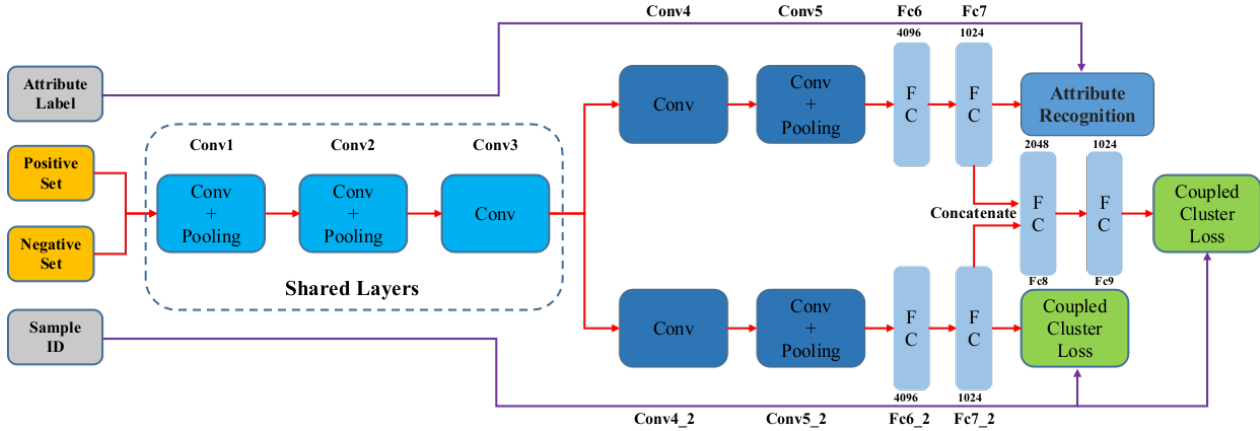 Conv4 Conv5 Fc6 Fc7
4096 1024
Attribute
Label
Conv
Conv
+
Pooling
F
C
F
C
Attribute
Recognition
Positive
Set
Negative
Set
Conv1 Conv2 Conv3
Conv
+
Pooling
Conv
+
Pooling
Conv
Shared Layers
2048 1024
Concatenate
F
C
F
C
Fc8 Fc9
Coupled
Cluster
Loss
Sample
ID
Conv
Conv
+
Pooling
F
C
F
C
Coupled
Cluster
Loss
4096 1024
Conv4_2 Conv5_2 Fc6_2 Fc7_2